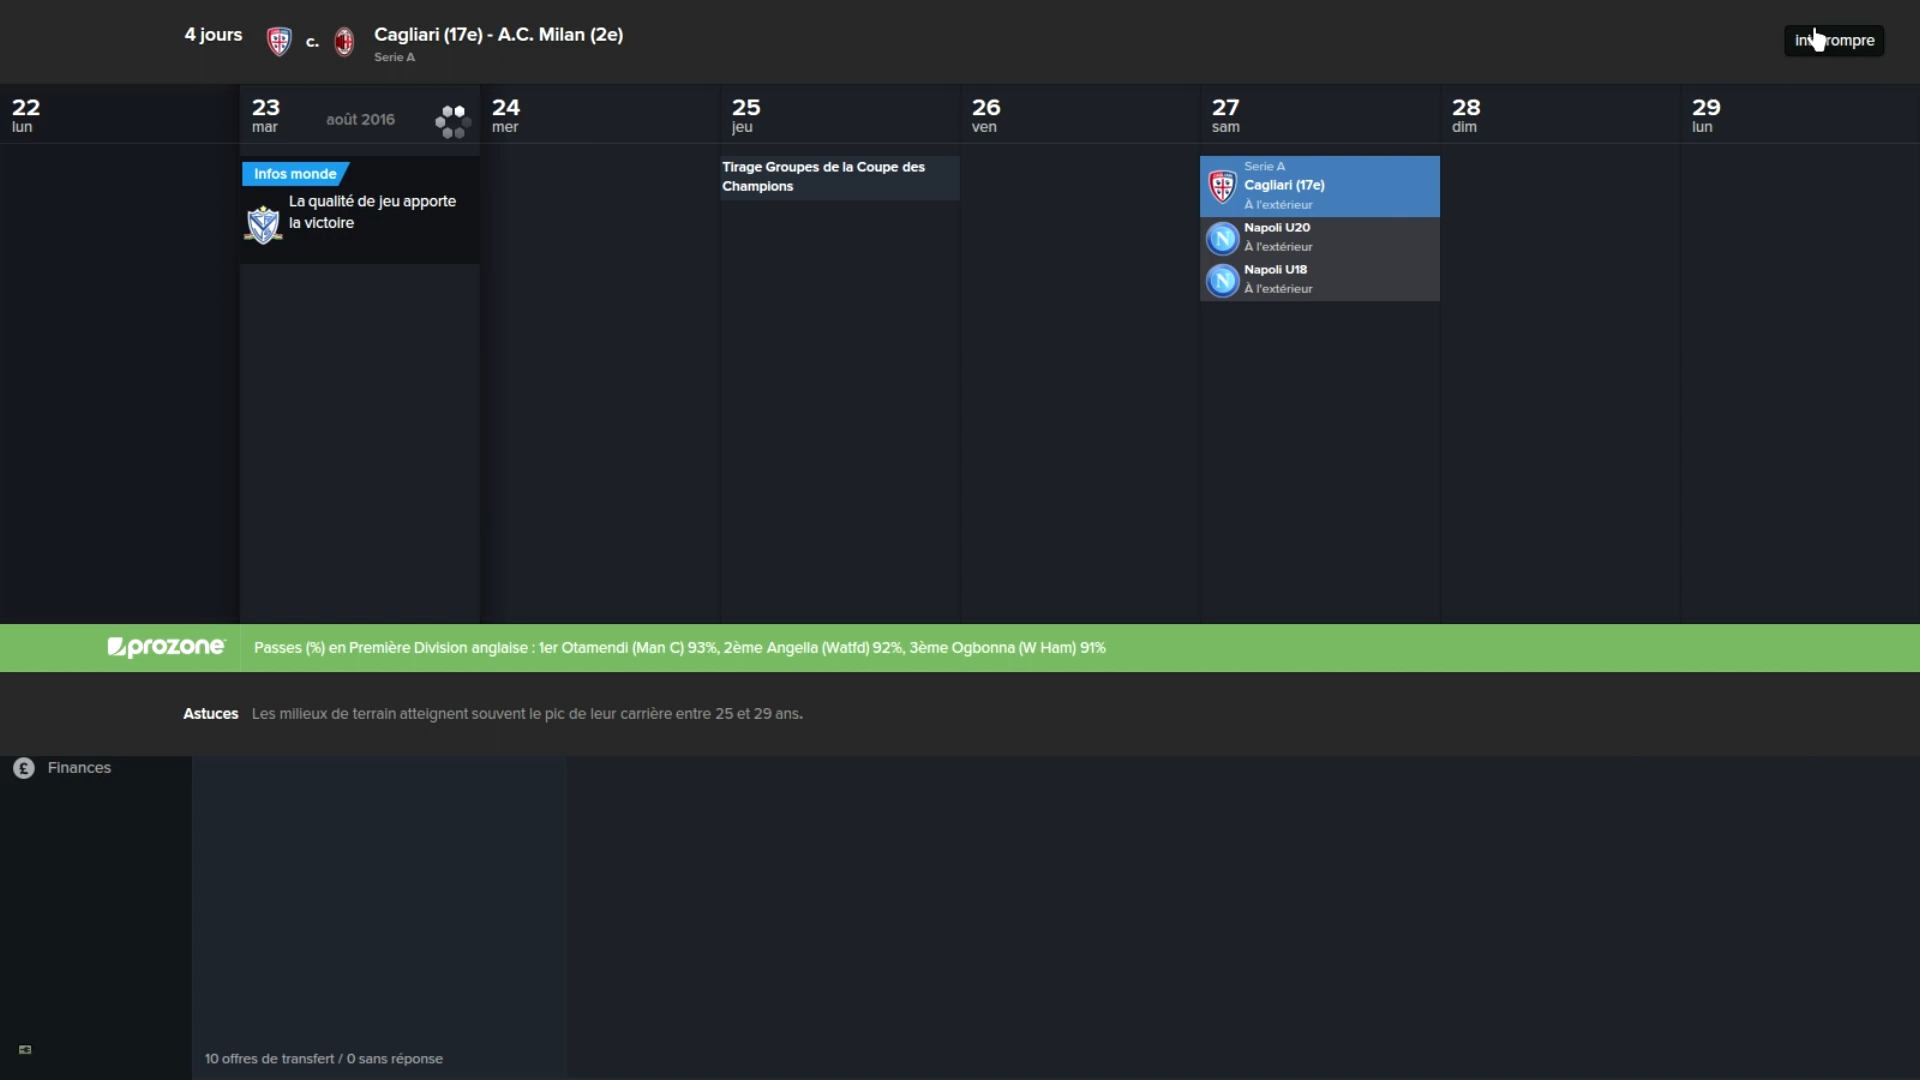 4 jours
c.
Cagliari (17e) - A.C. Milan (2e)
Serie A
22
lun
23
mar
août 2016
24
mer
25
jeu
26
ven
27
sam
28
dim
29
lun
Infos monde
La qualité de jeu apporte
la victoire
Tirage Groupes de la Coupe des
Champions
Serie A
Cagliari (17e)
À l'extérieur
Napoli U20
À l'extérieur
Napoli U18
À l'extérieur
prozone
Passes (%) en Première Division anglaise : 1er Otamendi (Man C) 93%, 2ème Angella (Watfd) 92%, 3ème Ogbonna (W Ham) 91%
Astuces Les milieux de terrain atteignent souvent le pic de leur carrière entre 25 et 29 ans.
£ Finances
10 offres de transfert / 0 sans réponse